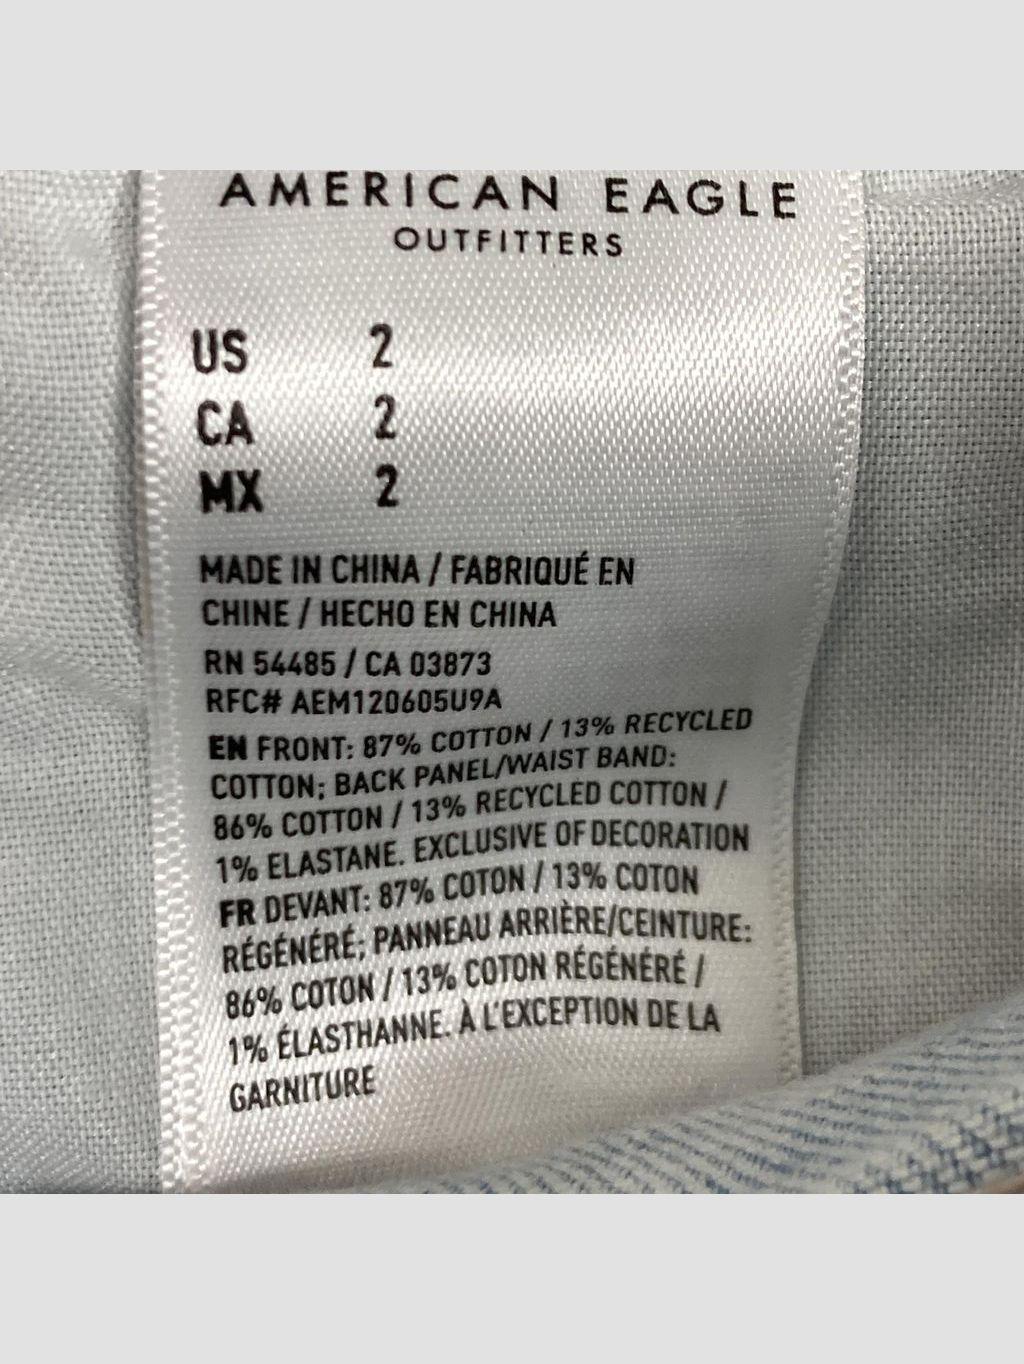 AMERICAN EAGLE
OUTFITTERS
US 2
CA 2
MX 2
MADE IN CHINA / FABRIQUÉ EN
CHINE / HECHO EN CHINA
RN 54485 / CA 03873
RFC# AEM120605U9A
EN FRONT: 87% COTTON / 13% RECYCLED
COTTON; BACK PANEL/WAIST BAND:
86% COTTON / 13% RECYCLED COTTON /
1% ELASTANE. EXCLUSIVE OF DECORATION
FR DEVANT: 87% COTON / 13% COTON
RÉGÉNÉRÉ; PANNEAU ARRIÈRE/CEINTURE:
86% COTON / 13% COTON RÉGÉNÉRÉ /
1% ÉLASTHANNE. À L'EXCEPTION DE LA
GARNITURE